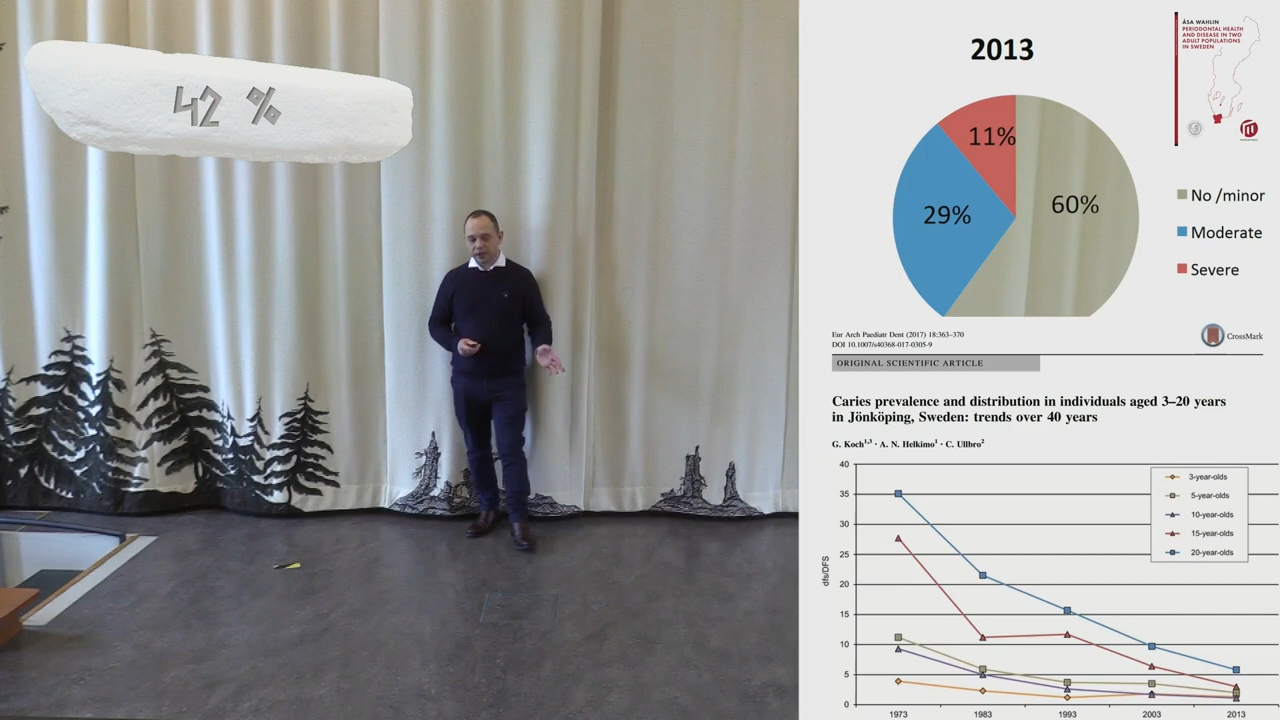 42 %
2013
11%
29%
60%
No /minor
Moderate
Severe
ÅSA WAHLIN
PERIODONTAL HEALTH
AND DISEASE IN TWO
ADULT POPULATIONS
IN SWEDEN
Eur Arch Paediatr Dent (2017) 18:363–370
DOI 10.1007/s40368-017-0305-9
CrossMark
ORIGINAL SCIENTIFIC ARTICLE
Caries prevalence and distribution in individuals aged 3–20 years
in Jönköping, Sweden: trends over 40 years
G. Koch1,3 · A. N. Helkimo1 · C. Ullbro2
40
35
30
25
20
15
10
5
0
dfs/DFS
3-year-olds
5-year-olds
10-year-olds
15-year-olds
20-year-olds
1973
1983
1993
2003
2013